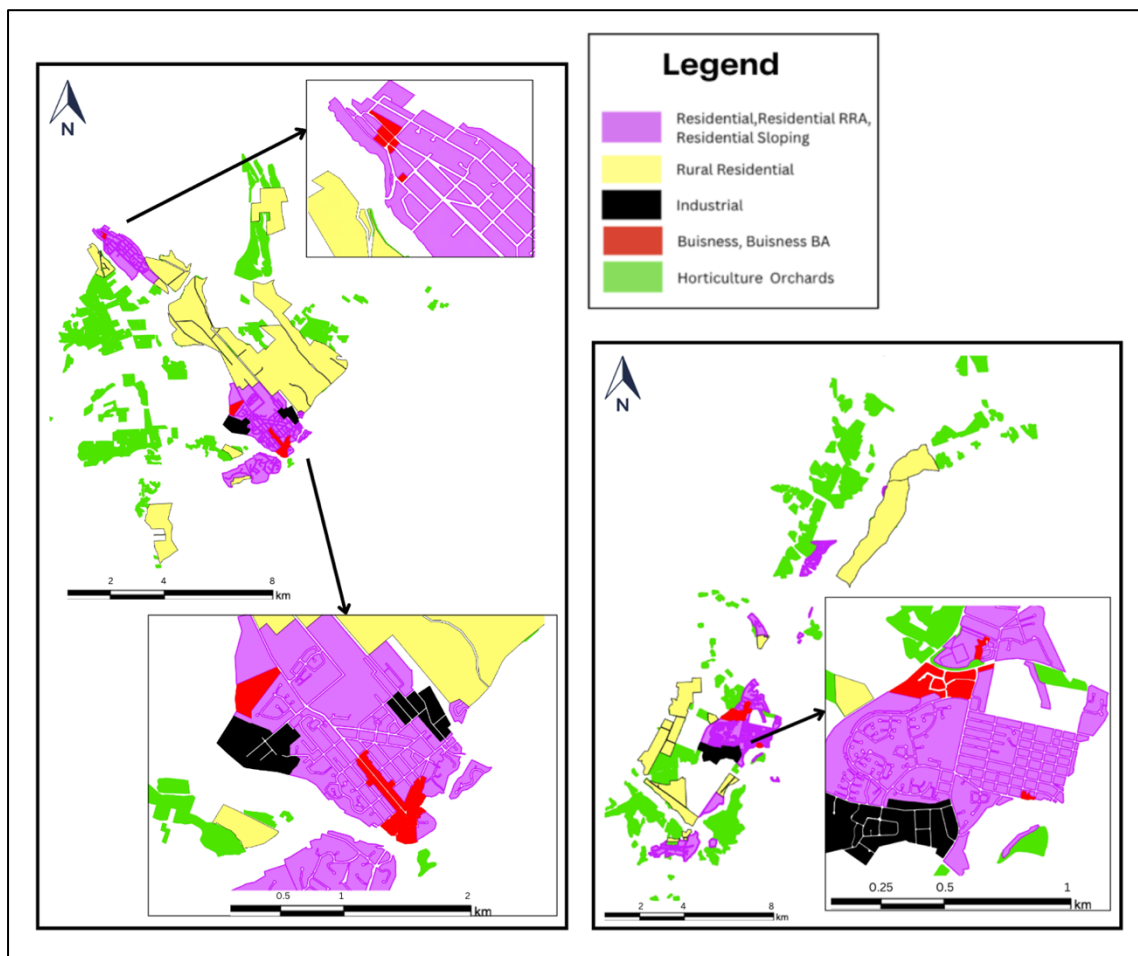 Legend
Residential,Residential RRA,
Residential Sloping
Rural Residential
Industrial
Buisness, Buisness BA
Horticulture Orchards
N
2 4 8
km
0.5 1 2
km
N
2 4 8
km
0.25 0.5 1
km